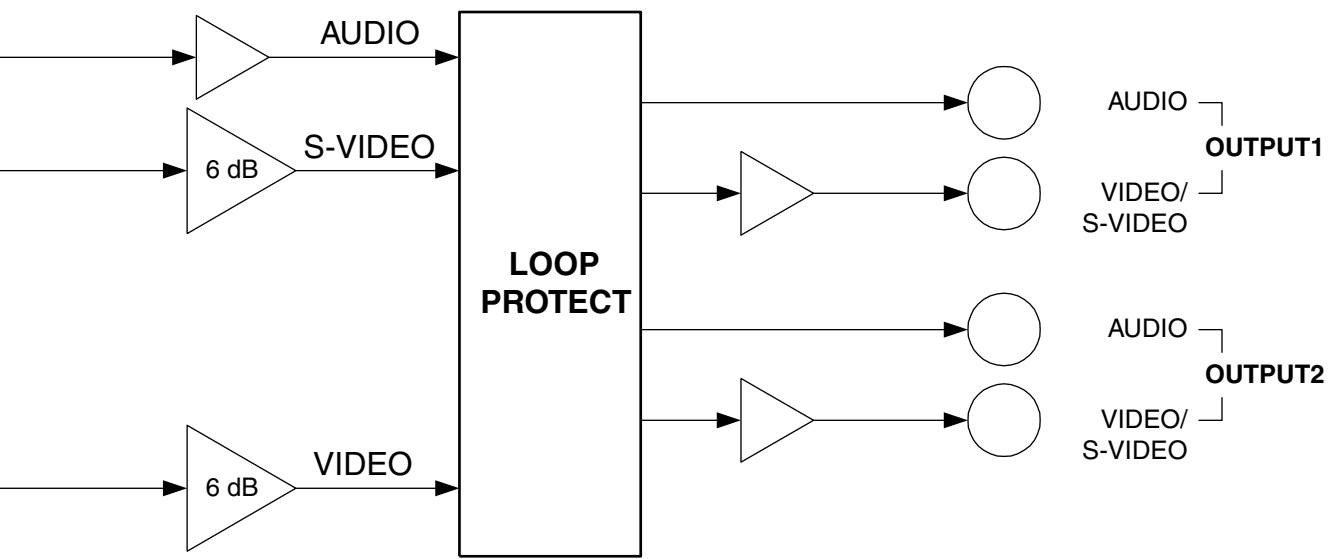 AUDIO
S-VIDEO
6 dB
LOOP
PROTECT
VIDEO
6 dB
AUDIO
OUTPUT1
VIDEO/
S-VIDEO
AUDIO
OUTPUT2
VIDEO/
S-VIDEO